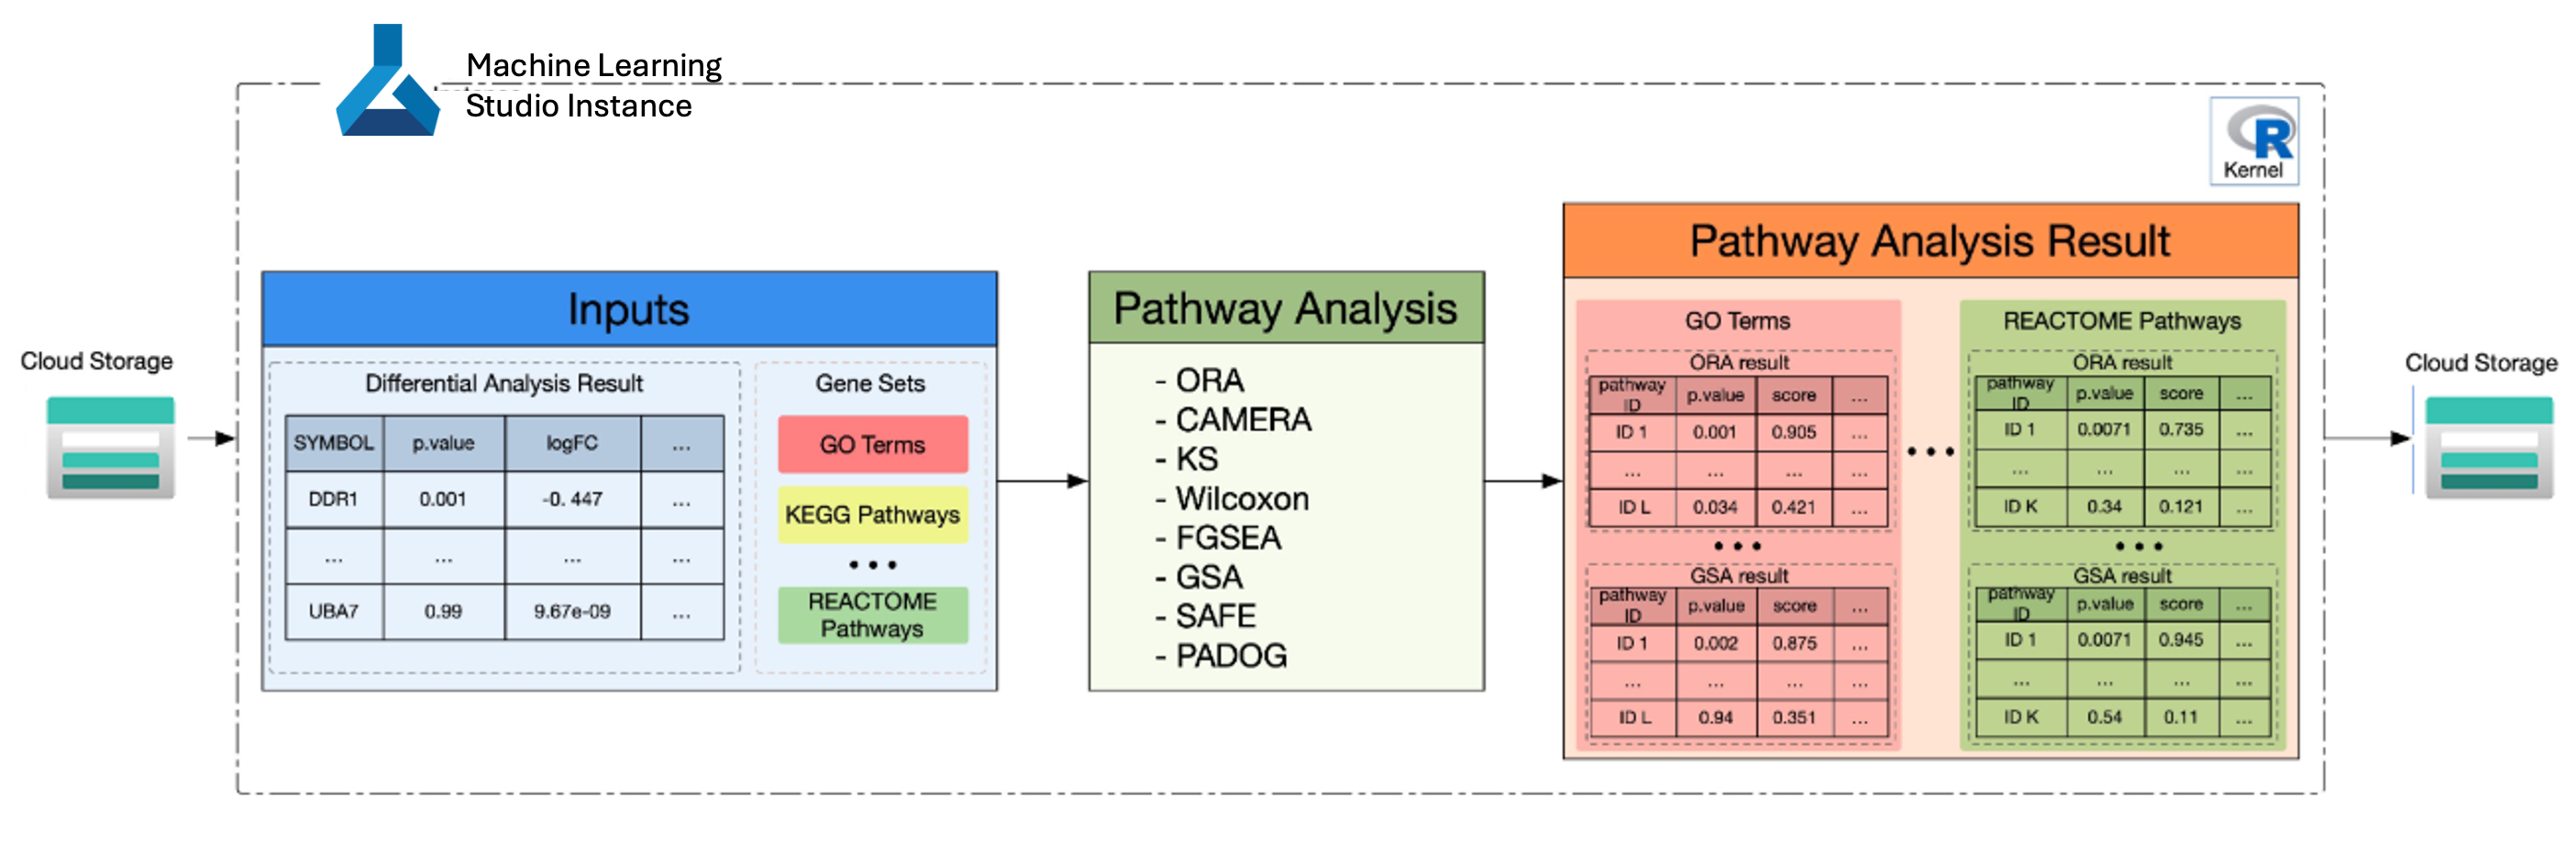 Machine Learning
Studio Instance
R
Kernel
Cloud Storage
Inputs
Differential Analysis Result
SYMBOL p.value logFC ...
DDR1 0.001 -0. 447 ...
... ... ... ...
UBA7 0.99 9.67e-09 ...
Gene Sets
GO Terms
KEGG Pathways
REACTOME
Pathways
Pathway Analysis
- ORA
- CAMERA
- KS
- Wilcoxon
- FGSEA
- GSA
- SAFE
- PADOG
Pathway Analysis Result
GO Terms
ORA result
pathway
ID p.value score ...
ID 1 0.001 0.905 ...
... ... ... ...
ID L 0.034 0.421 ...
GSA result
pathway
ID p.value score ...
ID 1 0.002 0.875 ...
... ... ... ...
ID L 0.94 0.351 ...
REACTOME Pathways
ORA result
pathway
ID p.value score ...
ID 1 0.0071 0.735 ...
... ... ... ...
ID K 0.34 0.121 ...
GSA result
pathway
ID p.value score ...
ID 1 0.0071 0.945 ...
... ... ... ...
ID K 0.54 0.11 ...
Cloud Storage